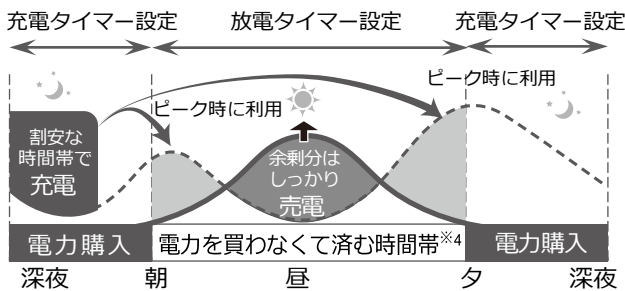 充電タイマー設定 放電タイマー設定 充電タイマー設定
ピーク時に利用
ピーク時に利用
割安な
時間帯で
充電
余剰分は
しっかり
売電
電力購入 電力を買わなくて済む時間帯※4 電力購入
深夜 朝 昼 夕 深夜